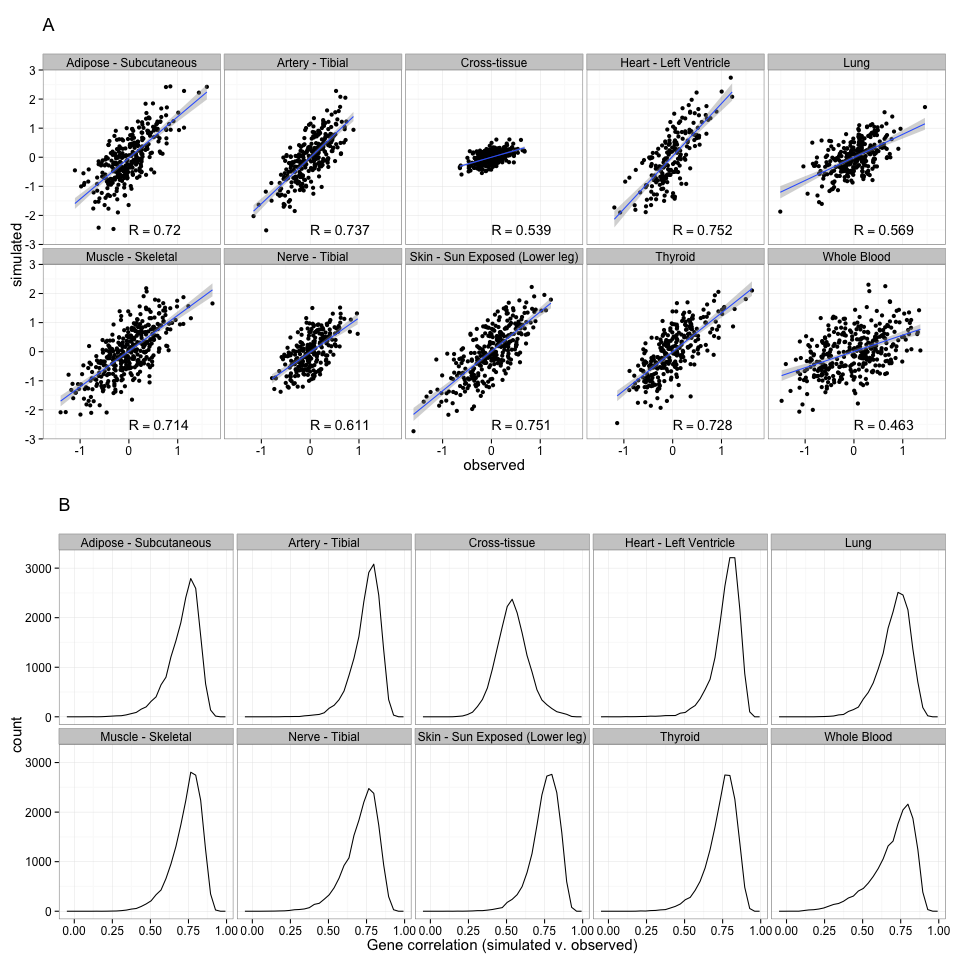 A
Adipose - Subcutaneous Artery - Tibial Cross-tissue Heart - Left Ventricle Lung
3
2
1
0
-1
-2
-3
R = 0.72 R = 0.737 R = 0.539 R = 0.752 R = 0.569
simulated
Muscle - Skeletal Nerve - Tibial Skin - Sun Exposed (Lower leg) Thyroid Whole Blood
3
2
1
0
-1
-2
-3
R = 0.714 R = 0.611 R = 0.751 R = 0.728 R = 0.463
-1 0 1 -1 0 1 -1 0 1 -1 0 1 -1 0 1
observed
B
Adipose - Subcutaneous Artery - Tibial Cross-tissue Heart - Left Ventricle Lung
3000
2000
1000
0
count
Muscle - Skeletal Nerve - Tibial Skin - Sun Exposed (Lower leg) Thyroid Whole Blood
3000
2000
1000
0
0.00 0.25 0.50 0.75 1.00 0.00 0.25 0.50 0.75 1.00 0.00 0.25 0.50 0.75 1.00 0.00 0.25 0.50 0.75 1.00 0.00 0.25 0.50 0.75 1.00
Gene correlation (simulated v. observed)